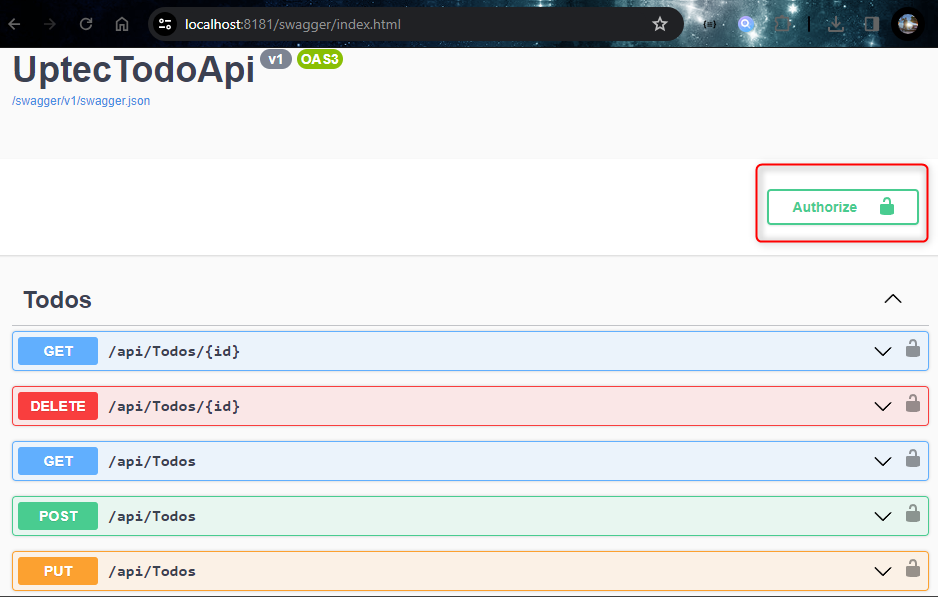 localhost:8181/swagger/index.html
UptecTodoApi v1 OAS3
/swagger/v1/swagger.json
Authorize
Todos
GET /api/Todos/{id}
DELETE /api/Todos/{id}
GET /api/Todos
POST /api/Todos
PUT /api/Todos